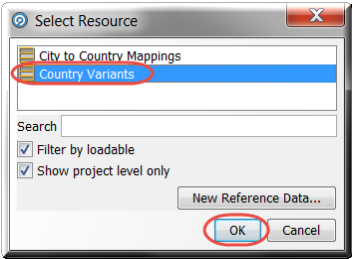 Select Resource
City to Country Mappings
Country Variants
Search
Filter by loadable
Show project level only
New Reference Data...
OK Cancel